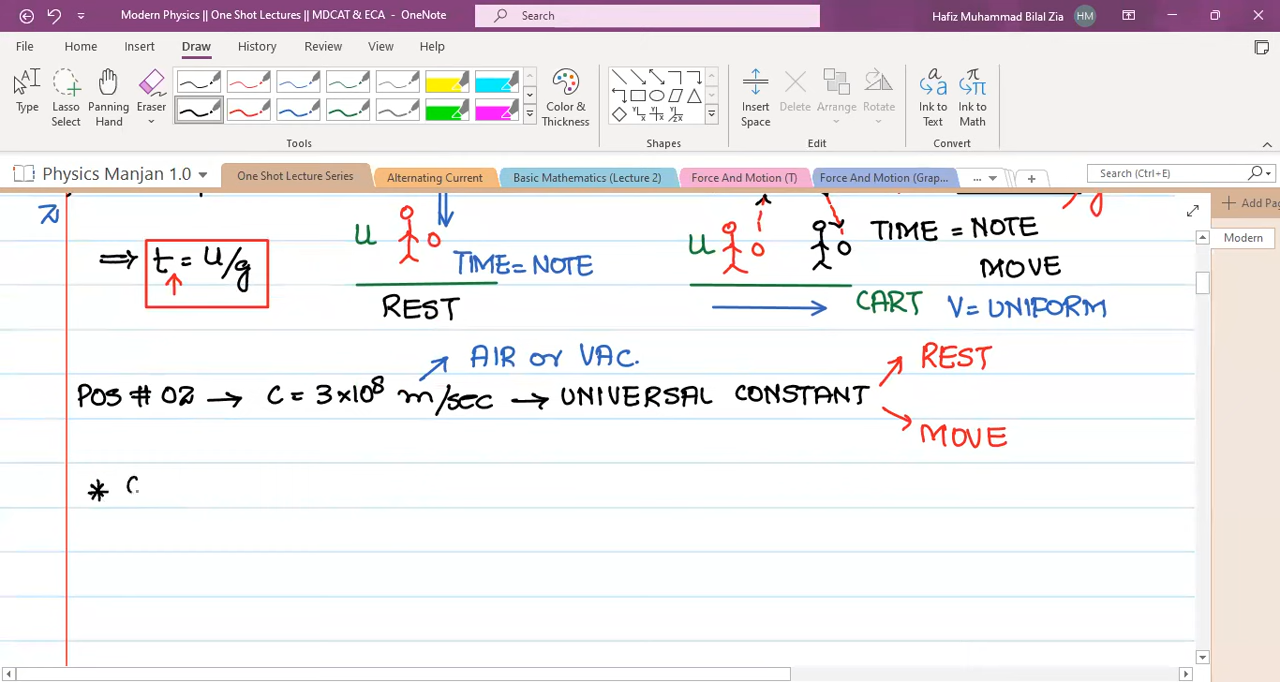 Modern Physics || One Shot Lectures || MDCAT & ECA - OneNote
Search
Hafiz Muhammad Bilal Zia HM
File Home Insert Draw History Review View Help
Type Lasso Select Panning Hand Eraser
Color & Thickness
Insert Space Delete Arrange Rotate
Ink to Text Ink to Math
Tools Shapes Edit Convert
Physics Manjan 1.0 One Shot Lecture Series Alternating Current Basic Mathematics (Lecture 2) Force And Motion (T) Force And Motion (Grap... ... Search (Ctrl+E)
Add Pag
Modern
⇒ t = u/g
u
TIME = NOTE
REST
u
TIME = NOTE
MOVE
CART V = UNIFORM
AIR or VAC.
REST
POS # 02 → C = 3×10⁸ m/sec → UNIVERSAL CONSTANT
MOVE
* C